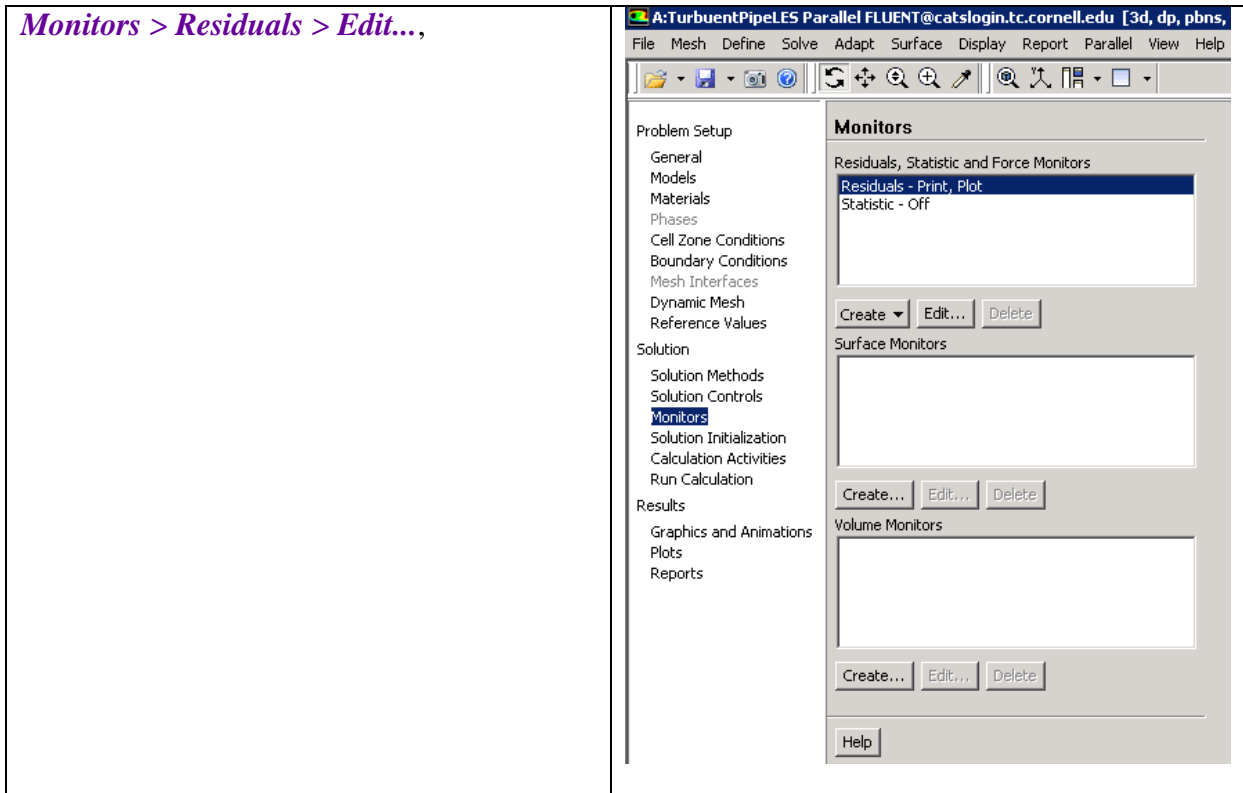 Monitors > Residuals > Edit...,
A:TurbuentPipeLES Parallel FLUENT@catslogin.tc.cornell.edu [3d, dp, pbns,
File Mesh Define Solve Adapt Surface Display Report Parallel View Help
Problem Setup
General
Models
Materials
Phases
Cell Zone Conditions
Boundary Conditions
Mesh Interfaces
Dynamic Mesh
Reference Values
Solution
Solution Methods
Solution Controls
Monitors
Solution Initialization
Calculation Activities
Run Calculation
Results
Graphics and Animations
Plots
Reports
Monitors
Residuals, Statistic and Force Monitors
Residuals - Print, Plot
Statistic - Off
Create Edit... Delete
Surface Monitors
Create... Edit... Delete
Volume Monitors
Create... Edit... Delete
Help